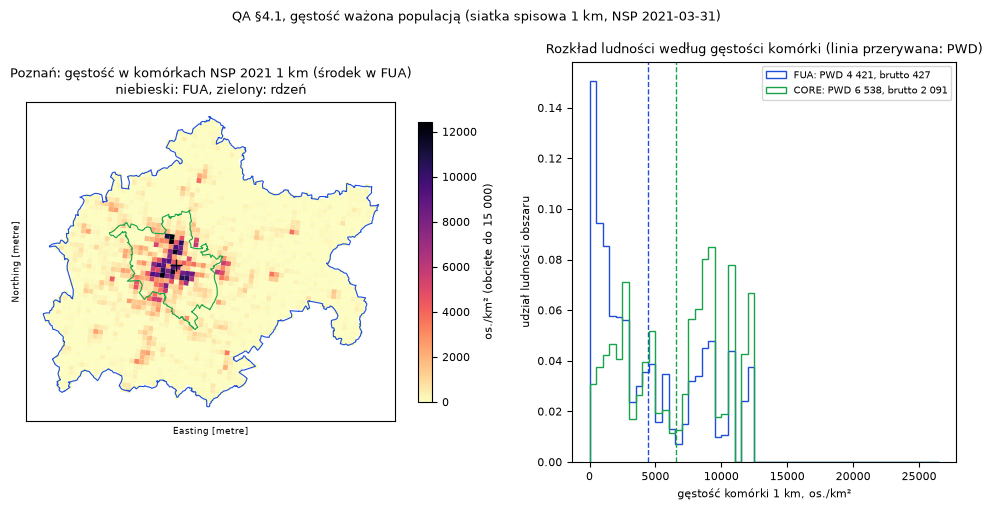 QA §4.1, gęstość ważona populacją (siatka spisowa 1 km, NSP 2021-03-31)
Poznań: gęstość w komórkach NSP 2021 1 km (środek w FUA)
niebieski: FUA, zielony: rdzeń
Northing [metre]
Easting [metre]
12000
10000
8000
6000
4000
2000
0
os./km² (obcięte do 15 000)
Rozkład ludności według gęstości komórki (linia przerywana: PWD)
FUA: PWD 4 421, brutto 427
CORE: PWD 6 538, brutto 2 091
udział ludności obszaru
0.14
0.12
0.10
0.08
0.06
0.04
0.02
0.00
0 5000 10000 15000 20000 25000
gęstość komórki 1 km, os./km²